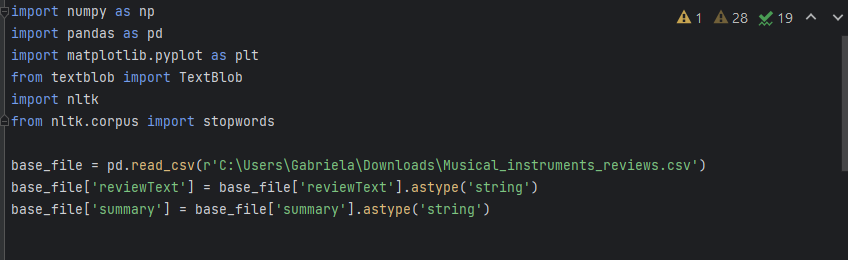 import numpy as np
1 28 19
import pandas as pd
import matplotlib.pyplot as plt
from textblob import TextBlob
import nltk
from nltk.corpus import stopwords
base_file = pd.read_csv(r'C:\Users\Gabriela\Downloads\Musical_instruments_reviews.csv')
base_file['reviewText'] = base_file['reviewText'].astype('string')
base_file['summary'] = base_file['summary'].astype('string')